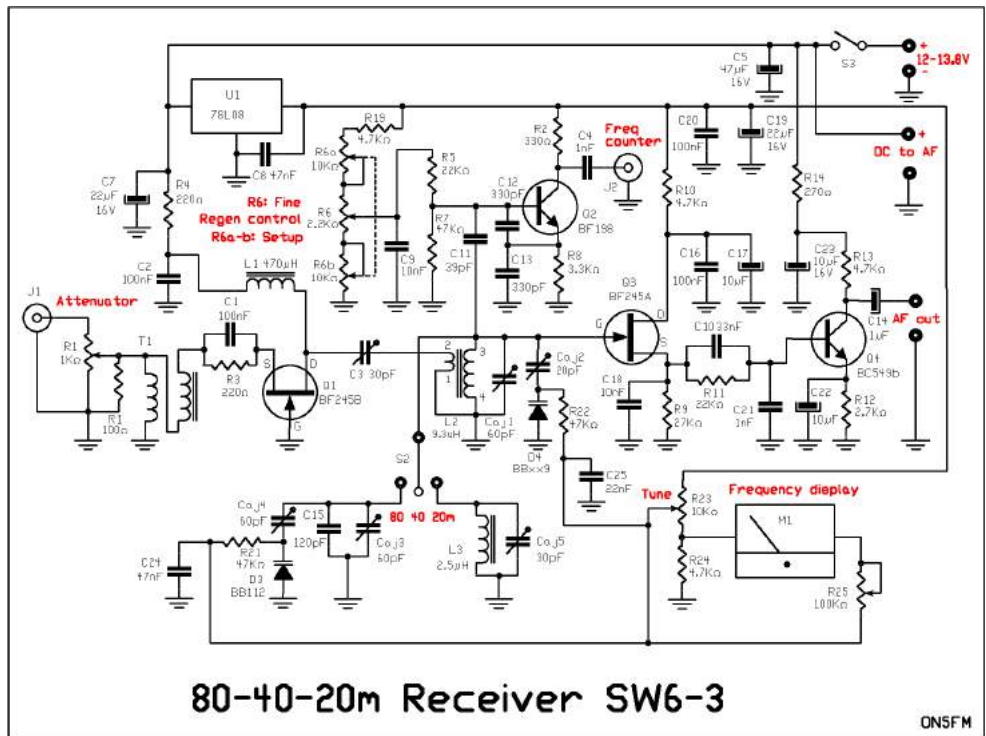 C5
47µF
16V
S3
+
12-13.8V
-
U1
78L08
R19
4.7KΩ
R2
330Ω
C4
1nF
Freq
counter
J2
C20
100nF
C19
22µF
16V
+
DC to AF
C8 47nF
R6a
10KΩ
C7
22µF
16V
R4
220Ω
R5
22KΩ
C12
330pF
Q2
BF198
R10
4.7KΩ
R14
270Ω
R6: Fine
Regen control
R6a-b: Setup
R6
2.2KΩ
R7
47KΩ
C11
39pF
C13
330pF
R8
3.3KΩ
C2
100nF
L1 470µH
R6b
10KΩ
C9
10nF
C16
100nF
C17
10µF
C23
10µF
16V
R13
4.7KΩ
J1
Attenuator
C1
100nF
Q3
BF245A
G
D
S
C14
1µF
AF out
R1
1KΩ
T1
R3
220Ω
S
D
G
Q1
BF245B
C3 30pF
2
1
3
4
L2
9.3uH
Caj1
60pF
Caj2
20pF
C10 33nF
R11
22KΩ
Q4
BC549b
R1
100Ω
C18
10nF
R9
27KΩ
C21
1nF
C22
10µF
R12
2.7KΩ
D4
BBxx9
R22
47KΩ
S2
C25
22nF
80 40 20m
Caj4
60pF
C15
120pF
Caj3
60pF
L3
2.5µH
Caj5
30pF
Tune
R23
10KΩ
Frequency display
M1
C24
47nF
R21
47KΩ
D3
BB112
R24
4.7KΩ
R25
100KΩ
80-40-20m Receiver SW6-3
ON5FM